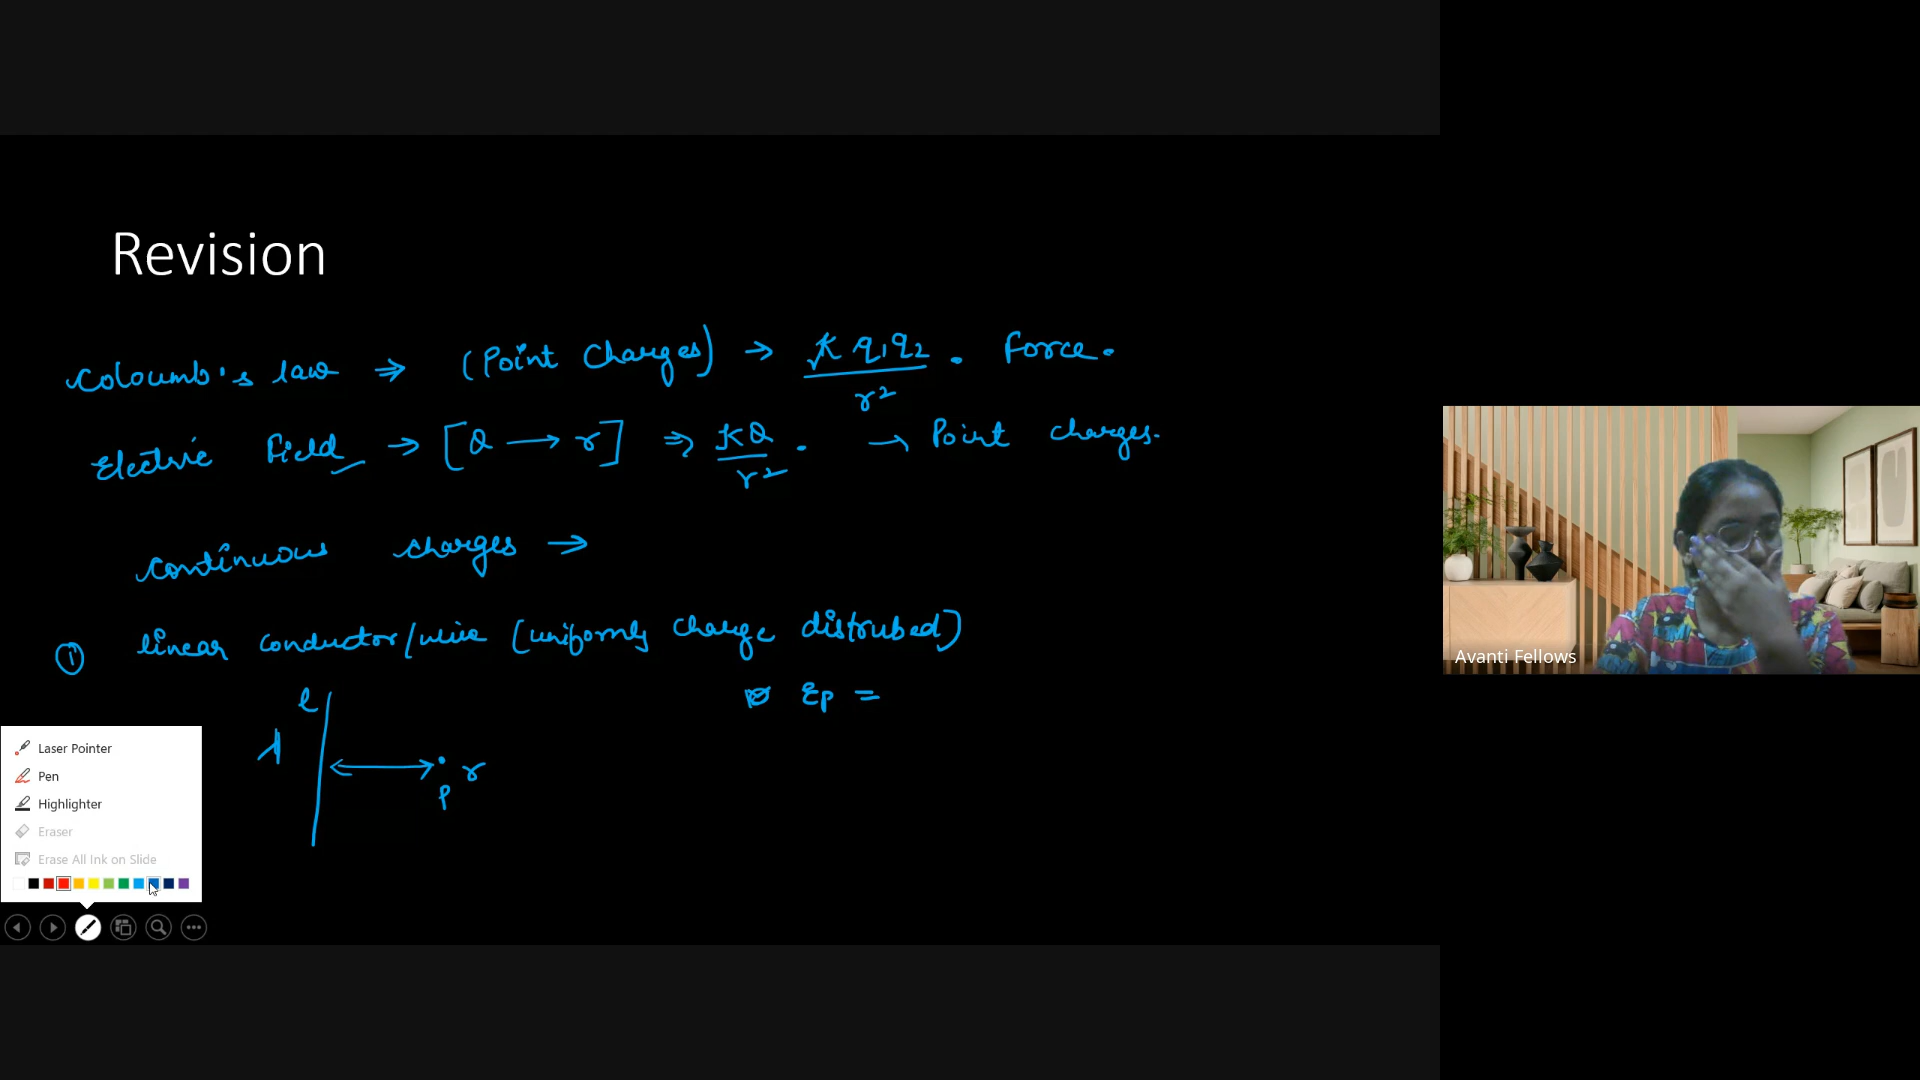 Revision
Coloumb's law ⇒ (Point Charges) → Kq1q2/r² . Force.
Electric Field → [Q → r] ⇒ KQ/r² . → Point charges.
continuous charges →
① linear conductor/wire (uniformly charge distrubed)
l
Ep =
λ
r
P
Laser Pointer
Pen
Highlighter
Eraser
Erase All Ink on Slide
Avanti Fellows